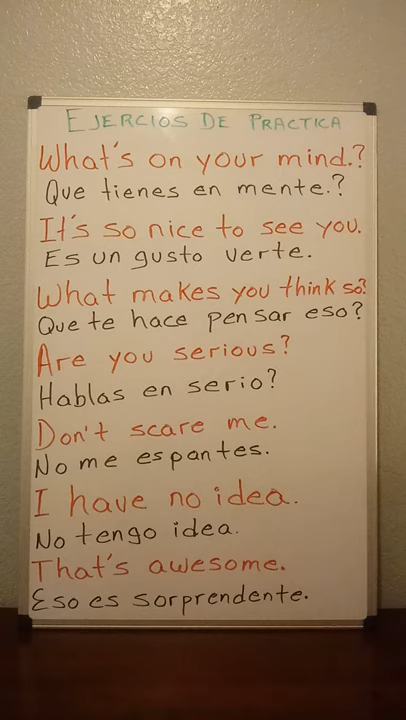 EJERCIOS DE PRACTICA
What's on your mind.?
Que tienes en mente.?
It's so nice to see you.
Es un gusto verte.
What makes you think so?
Que te hace pensar eso?
Are you serious?
Hablas en serio?
Don't scare me.
No me espantes.
I have no idea.
No tengo idea.
That's awesome.
Eso es sorprendente.